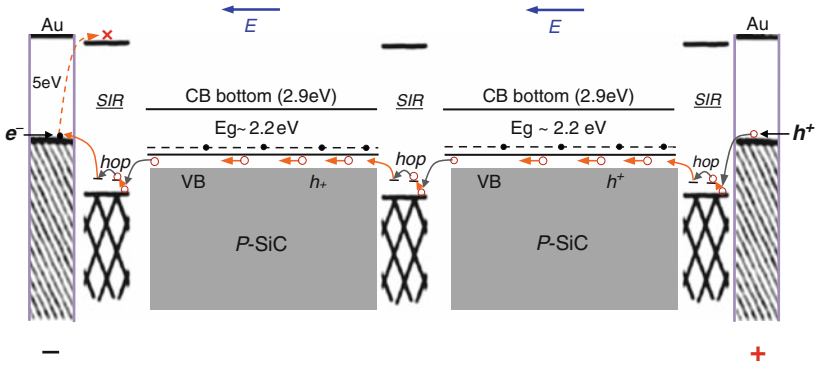 E E
Au Au
5eV
SIR SIR SIR
CB bottom (2.9eV) CB bottom (2.9eV)
Eg~ 2.2 eV Eg ~ 2.2 eV
e⁻ h⁺
hop hop hop
VB h₊ VB h⁺
P-SiC P-SiC
− +